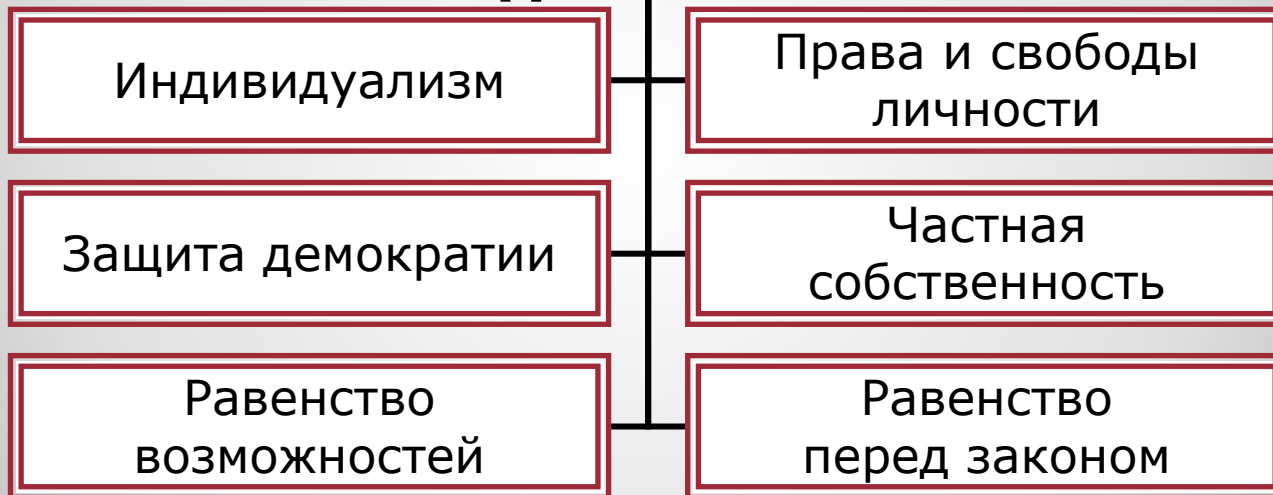 Индивидуализм
Права и свободы
личности
Защита демократии
Частная
собственность
Равенство
возможностей
Равенство
перед законом